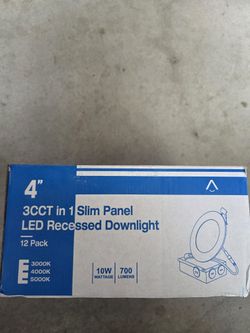 4"
3CCT in 1 Slim Panel
LED Recessed Downlight
12 Pack
3000K
4000K
5000K
10W
WATTAGE
700
LUMENS